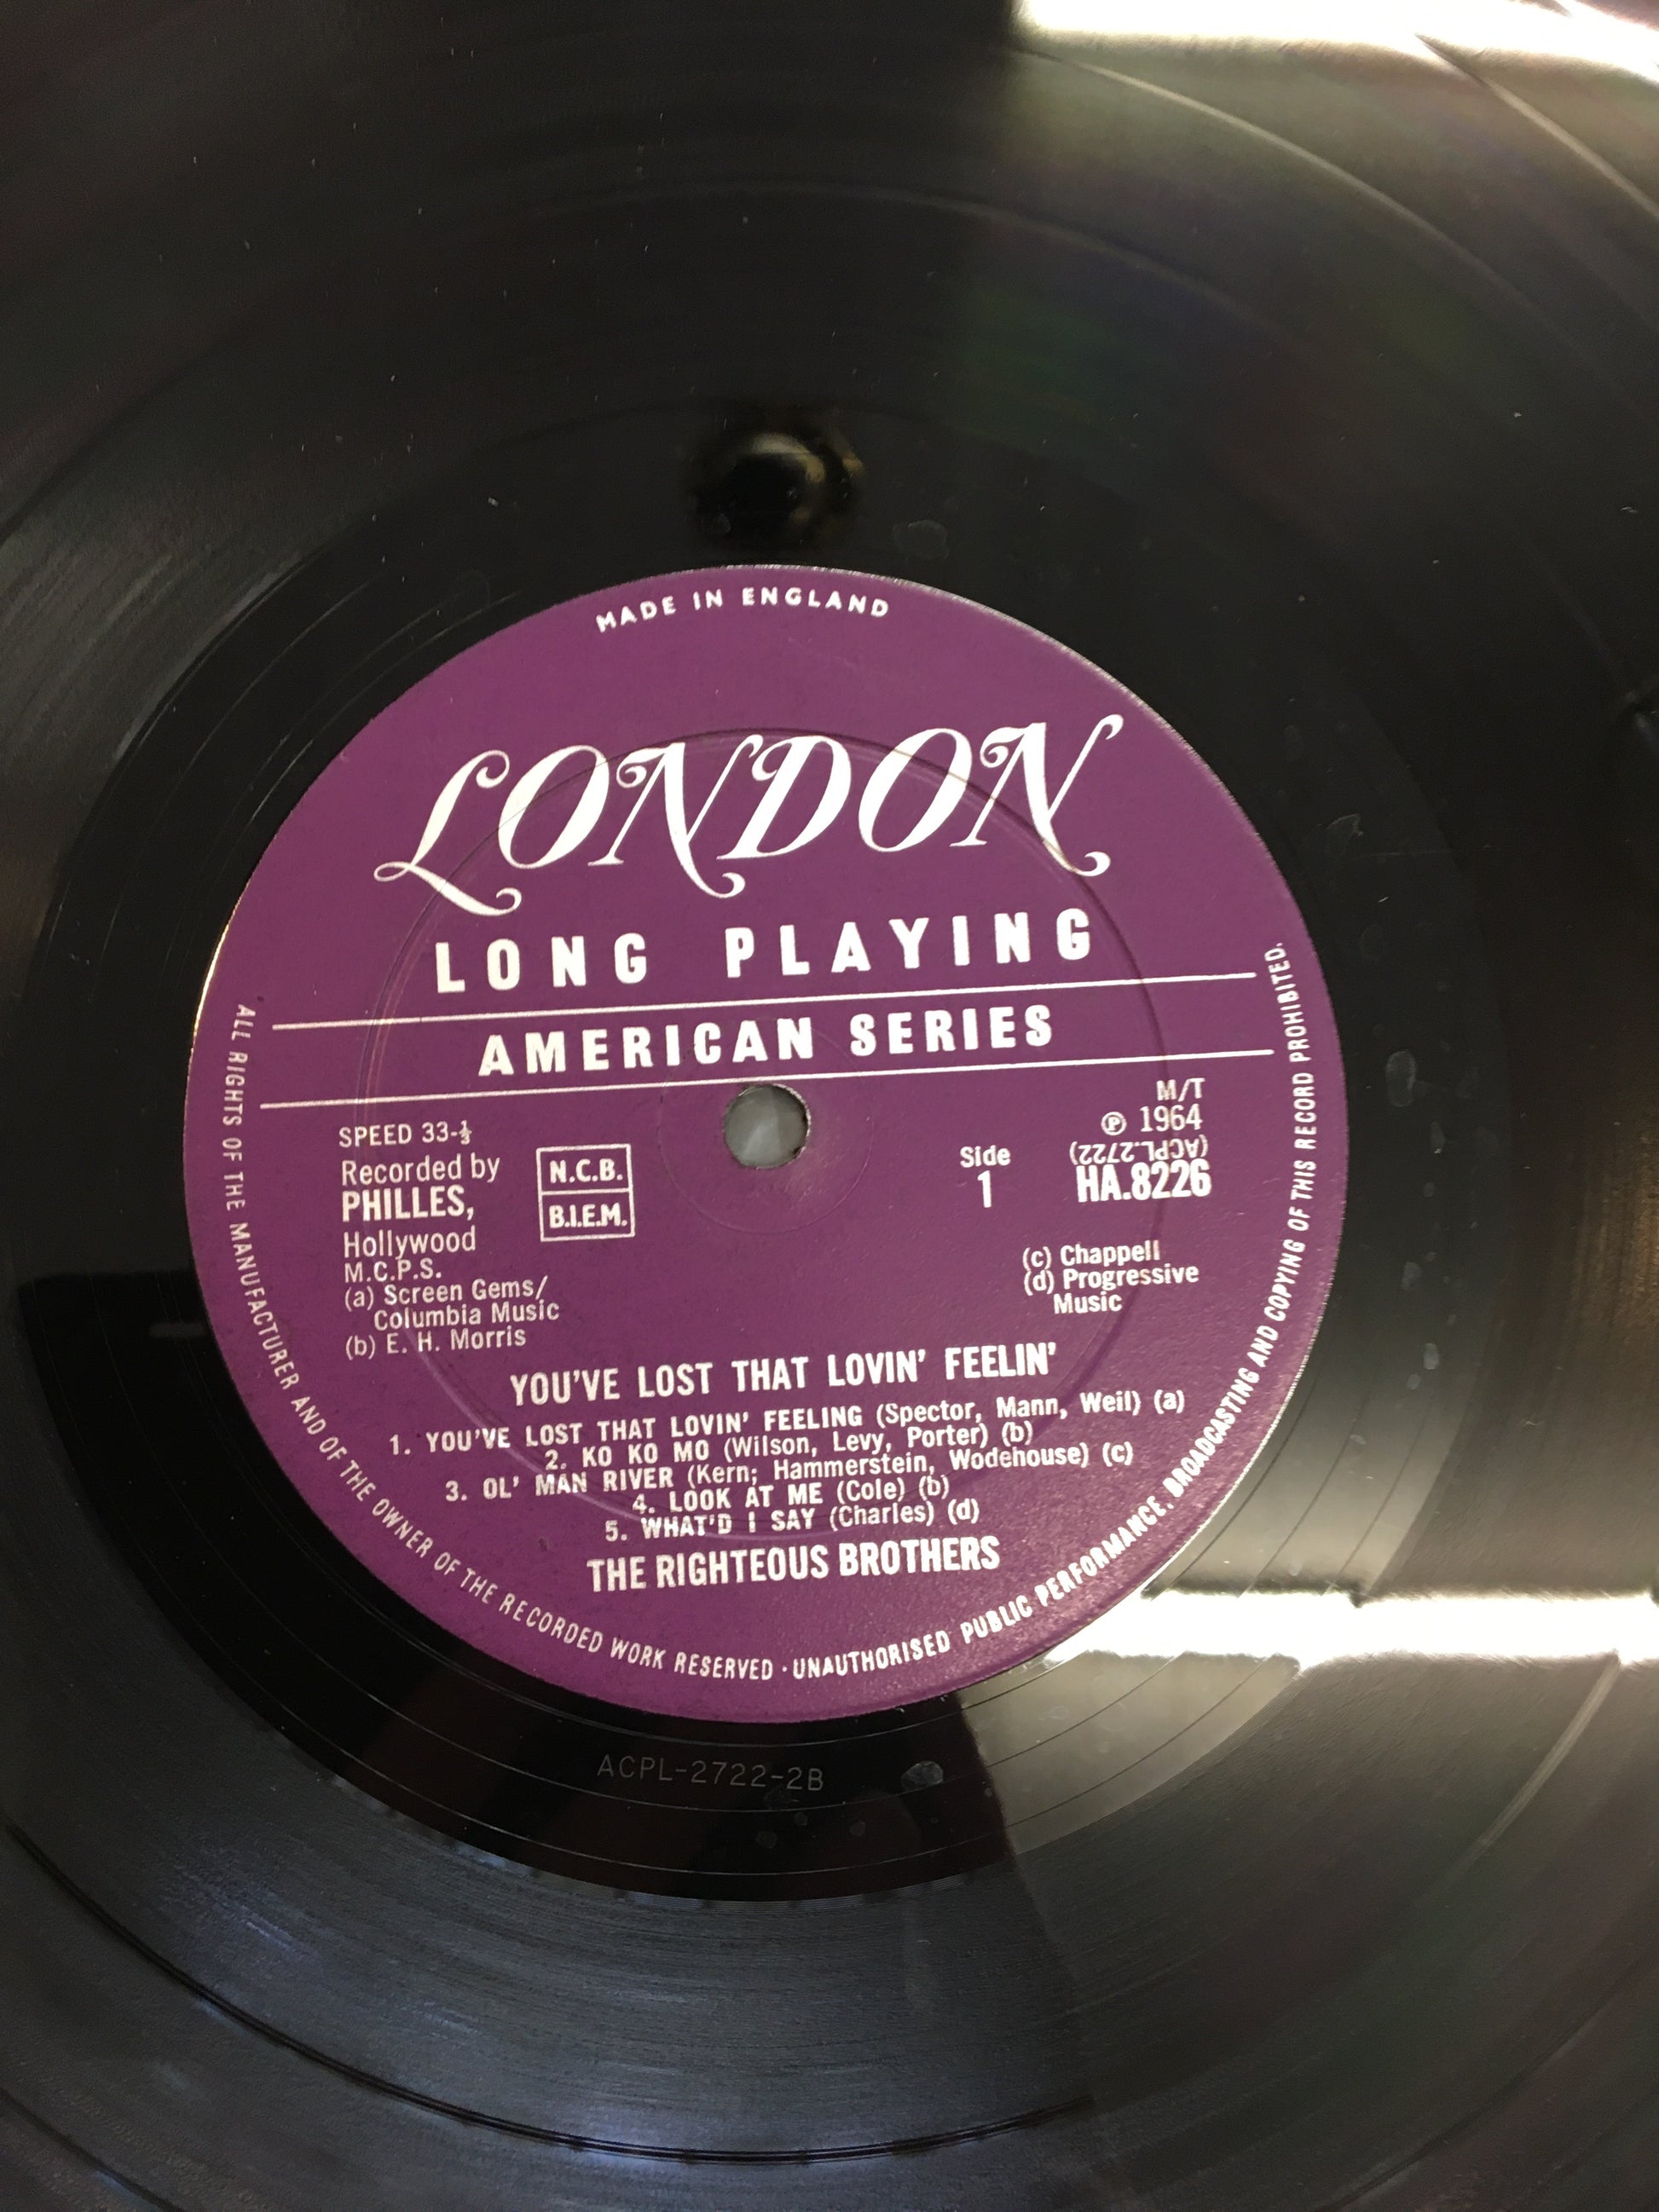 MADE IN ENGLAND
LONDON
LONG PLAYING
AMERICAN SERIES
SPEED 33-⅓
Recorded by
PHILLES,
Hollywood
M.C.P.S.
(a) Screen Gems/
Columbia Music
(b) E. H. Morris
N.C.B.
B.I.E.M.
Side
1
M/T
℗ 1964
(ACPL.2722)
HA.8226
(c) Chappell
(d) Progressive
Music
YOU'VE LOST THAT LOVIN' FEELIN'
1. YOU'VE LOST THAT LOVIN' FEELING (Spector, Mann, Weil) (a)
2. KO KO MO (Wilson, Levy, Porter) (b)
3. OL' MAN RIVER (Kern; Hammerstein, Wodehouse) (c)
4. LOOK AT ME (Cole) (b)
5. WHAT'D I SAY (Charles) (d)
THE RIGHTEOUS BROTHERS
ALL RIGHTS OF THE MANUFACTURER AND OF THE OWNER OF THE RECORDED WORK RESERVED · UNAUTHORISED PUBLIC PERFORMANCE, BROADCASTING AND COPYING OF THIS RECORD PROHIBITED.
ACPL-2722-2B